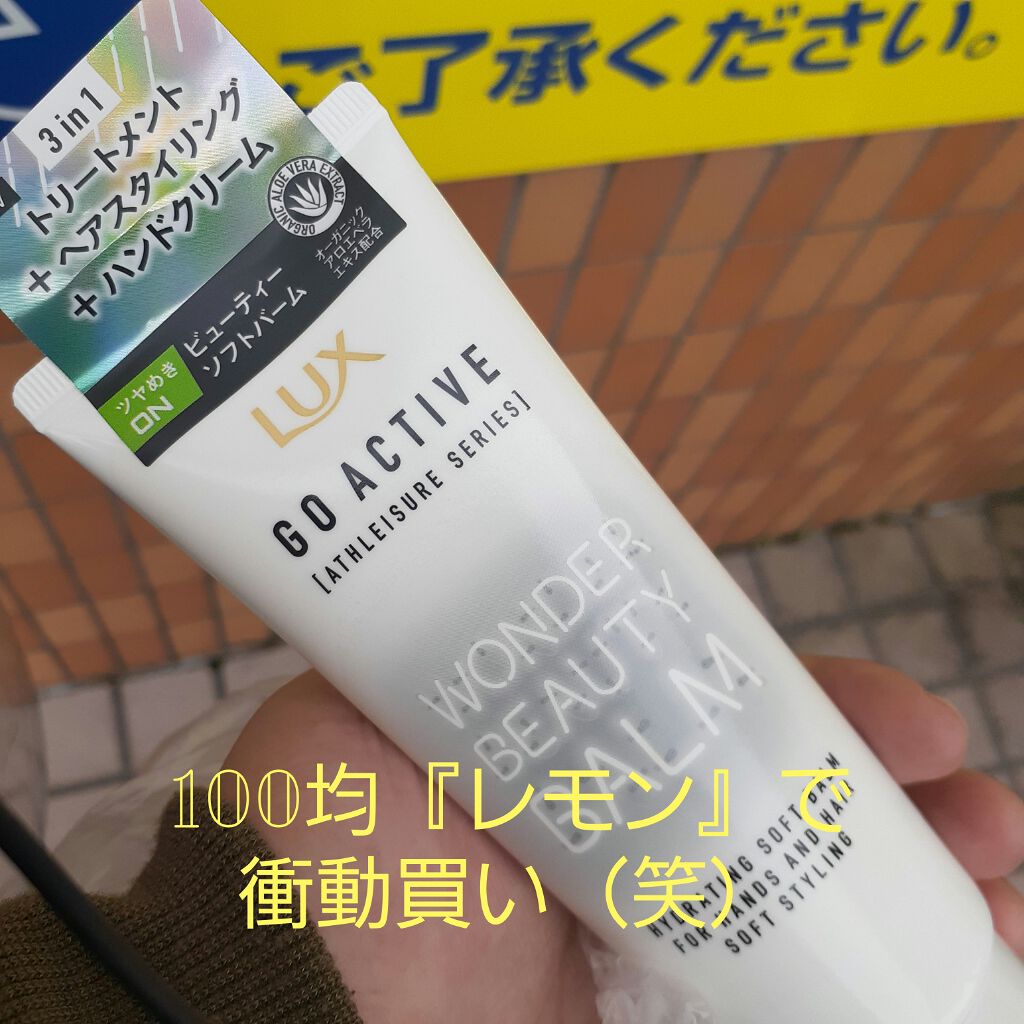 ご了承ください。
3 in 1
トリートメント
+ ヘアスタイリング
+ ハンドクリーム
ORGANIC ALOE VERA EXTRACT
オーガニック
アロエベラ
エキス配合
ツヤめき
ON
ビューティー
ソフトバーム
LUX
GO ACTIVE
[ATHLEISURE SERIES]
WONDER
BEAUTY
BALM
HYDRATING SOFT BALM
FOR HANDS AND HAIR
SOFT STYLING
100均『レモン』で
衝動買い（笑）